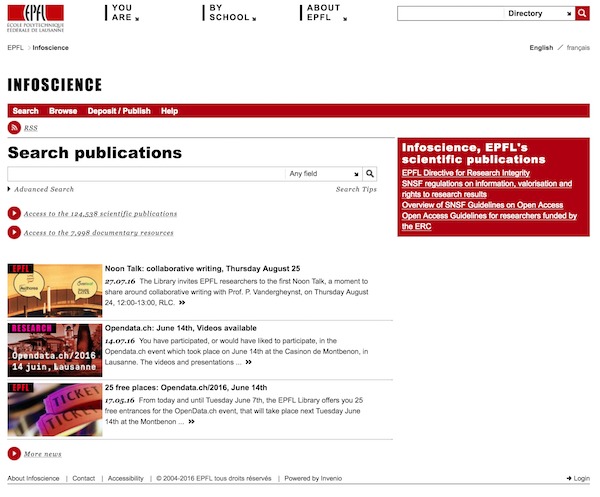 EPFL
ÉCOLE POLYTECHNIQUE
FÉDÉRALE DE LAUSANNE
YOU
ARE
BY
SCHOOL
ABOUT
EPFL
Directory
EPFL Infoscience
English / français
INFOSCIENCE
Search Browse Deposit / Publish Help
RSS
Search publications
Any field
Advanced Search
Search Tips
Access to the 124,538 scientific publications
Access to the 7,998 documentary resources
Infoscience, EPFL's
scientific publications
EPFL Directive for Research Integrity
SNSF regulations on information, valorisation and
rights to research results
Overview of SNSF Guidelines on Open Access
Open Access Guidelines for researchers funded by
the ERC
EPFL
Noon Talk: collaborative writing, Thursday August 25
27.07.16 The Library invites EPFL researchers to the first Noon Talk, a moment to
share around collaborative writing with Prof. P. Vandergheynst, on Thursday August
24, 12:00-13:00, RLC.
RESEARCH
Opendata.ch/2016
14 juin, Lausanne
Opendata.ch: June 14th, Videos available
14.07.16 You have participated, or would have liked to participate, in the
Opendata.ch event which took place on June 14th at the Casinon de Montbenon, in
Lausanne. The videos and presentations ...
EPFL
TICKET
TICKET
25 free places: Opendata.ch/2016, June 14th
17.05.16 From today and until Tuesday June 7th, the EPFL Library offers you 25
free entrances for the OpenData.ch event, that will take place next Tuesday June
14th at the Montbenon ...
More news
About Infoscience | Contact | Accessibility | © 2004-2016 EPFL tous droits réservés | Powered by Invenio
Login